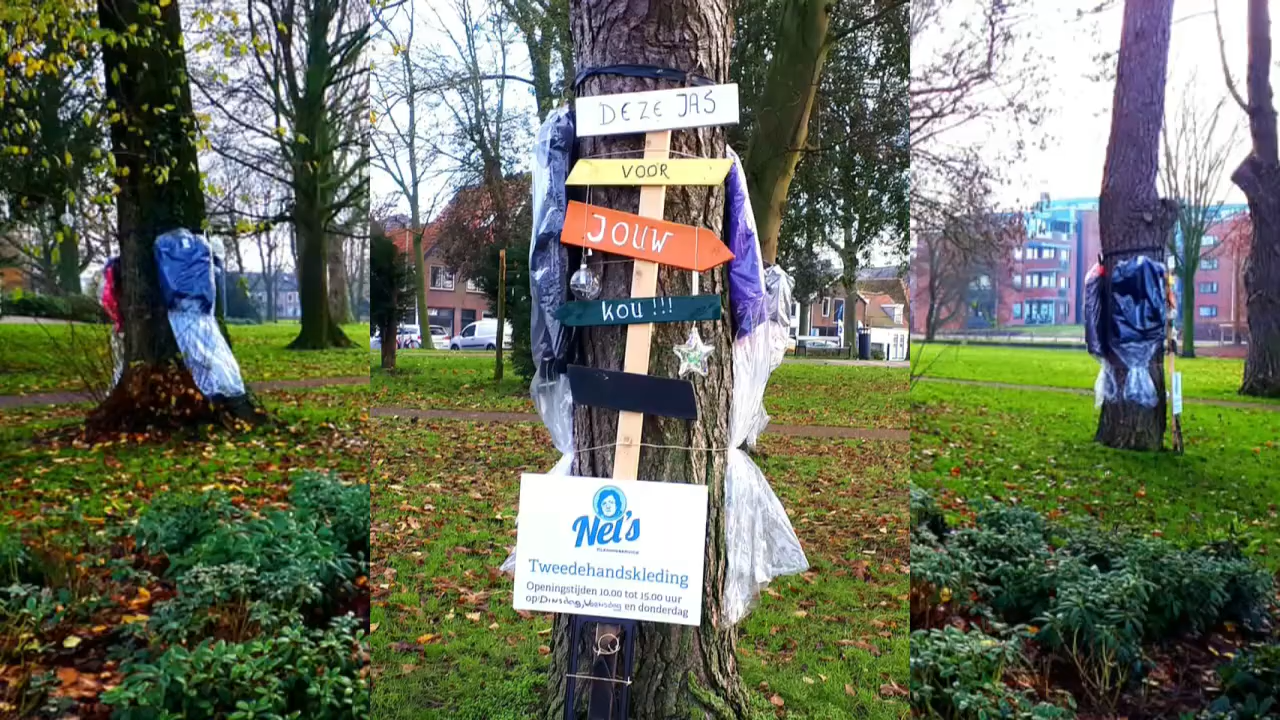 DEZE JAS
VOOR
JOUW
KOU!!!
Nel's
Tweedehandskleding
Openingstijden 10.00 tot 15.00 uur
op Dinsdag, Woensdag en donderdag